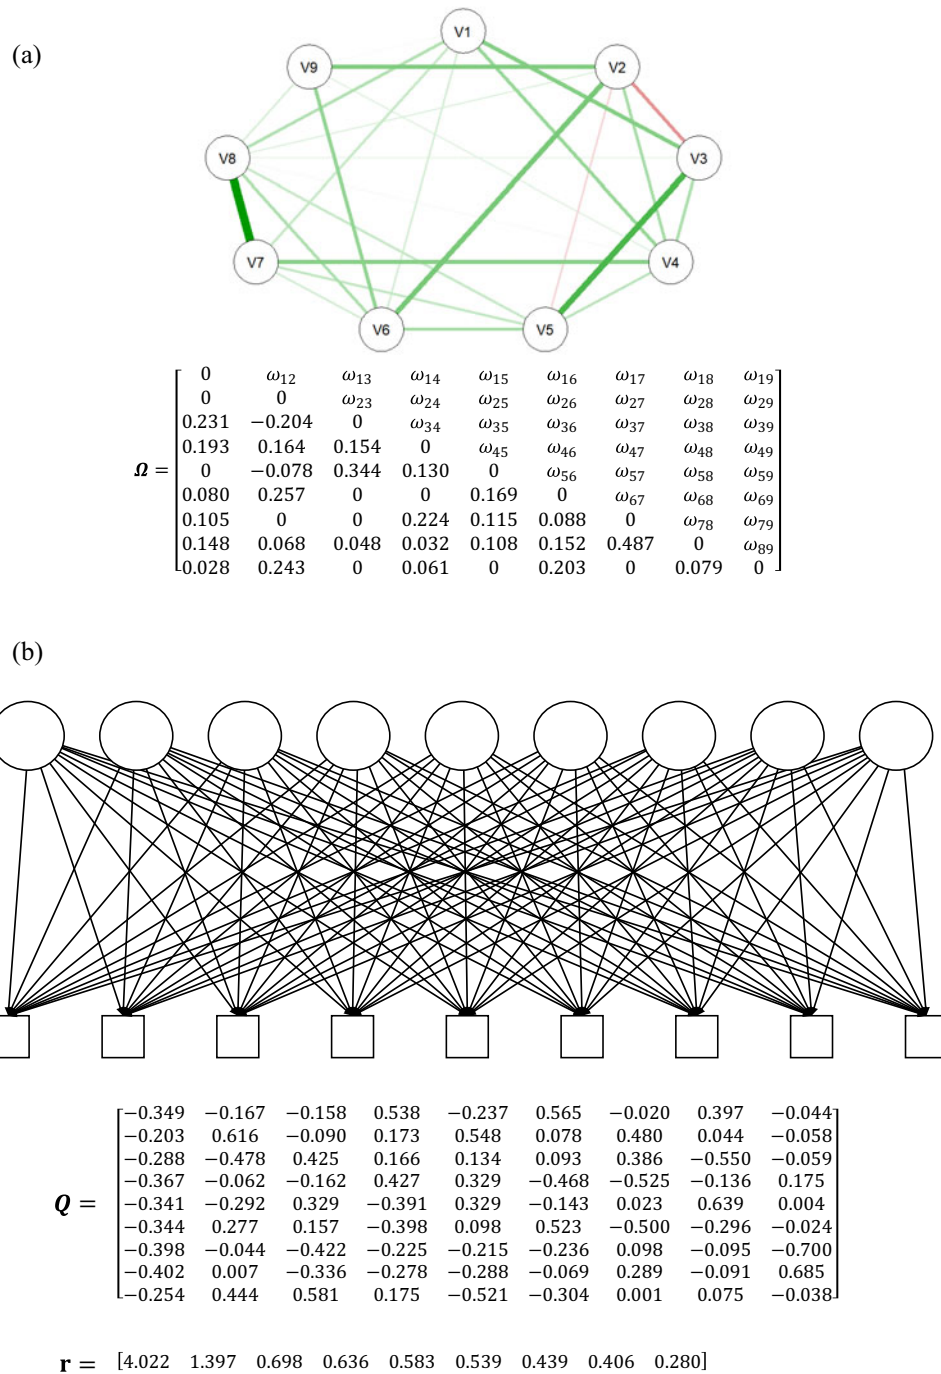 (a)
V1
V9
V2
V8
V3
V7
V4
V6
V5
0 ω12 ω13 ω14 ω15 ω16 ω17 ω18 ω19
0 0 ω23 ω24 ω25 ω26 ω27 ω28 ω29
0.231 −0.204 0 ω34 ω35 ω36 ω37 ω38 ω39
0.193 0.164 0.154 0 ω45 ω46 ω47 ω48 ω49
Ω = 0 −0.078 0.344 0.130 0 ω56 ω57 ω58 ω59
0.080 0.257 0 0 0.169 0 ω67 ω68 ω69
0.105 0 0 0.224 0.115 0.088 0 ω78 ω79
0.148 0.068 0.048 0.032 0.108 0.152 0.487 0 ω89
0.028 0.243 0 0.061 0 0.203 0 0.079 0
(b)
−0.349 −0.167 −0.158 0.538 −0.237 0.565 −0.020 0.397 −0.044
−0.203 0.616 −0.090 0.173 0.548 0.078 0.480 0.044 −0.058
−0.288 −0.478 0.425 0.166 0.134 0.093 0.386 −0.550 −0.059
−0.367 −0.062 −0.162 0.427 0.329 −0.468 −0.525 −0.136 0.175
Q = −0.341 −0.292 0.329 −0.391 0.329 −0.143 0.023 0.639 0.004
−0.344 0.277 0.157 −0.398 0.098 0.523 −0.500 −0.296 −0.024
−0.398 −0.044 −0.422 −0.225 −0.215 −0.236 0.098 −0.095 −0.700
−0.402 0.007 −0.336 −0.278 −0.288 −0.069 0.289 −0.091 0.685
−0.254 0.444 0.581 0.175 −0.521 −0.304 0.001 0.075 −0.038
r = [4.022 1.397 0.698 0.636 0.583 0.539 0.439 0.406 0.280]